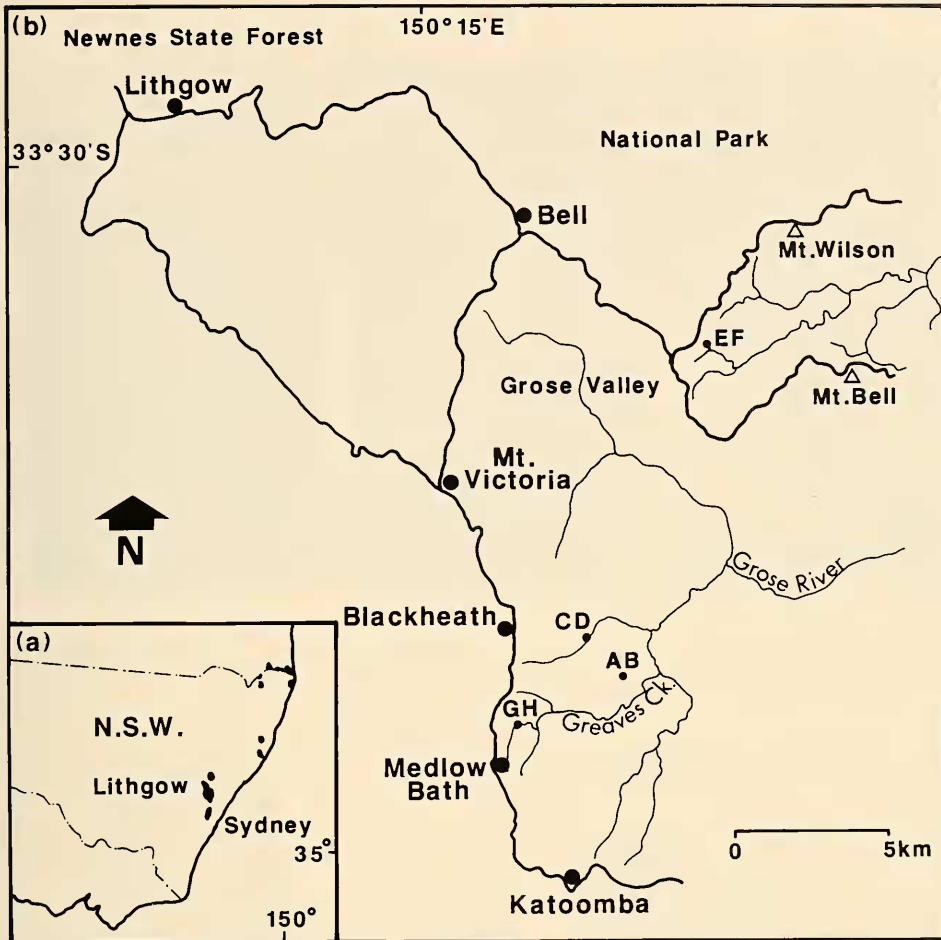 (b)
Newnes State Forest
150°15'E
Lithgow
33°30'S
National Park
Bell
Mt.Wilson
EF
Grose Valley
Mt.Bell
Mt.
Victoria
N
Grose River
Blackheath
CD
AB
GH
Greaves Ck.
Medlow
Bath
Katoomba
0 5km
(a)
N.S.W.
Lithgow
Sydney
35°
150°